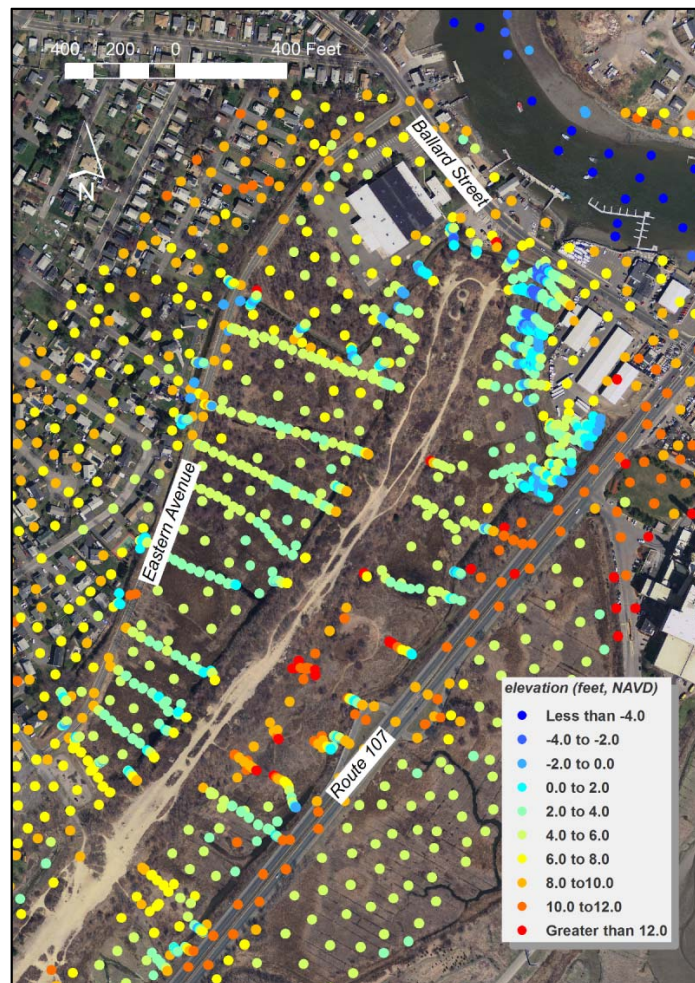 400 200 0 400 Feet
N
Ballard Street
Eastern Avenue
Route 107
elevation (feet, NAVD)
Less than -4.0
-4.0 to -2.0
-2.0 to 0.0
0.0 to 2.0
2.0 to 4.0
4.0 to 6.0
6.0 to 8.0
8.0 to10.0
10.0 to12.0
Greater than 12.0